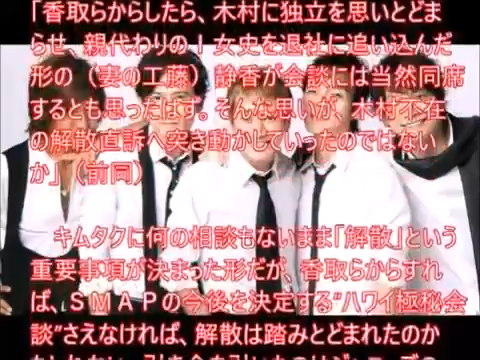 「香取らからしたら、木村に独立を思いとどま
らせ、親代わりのＩ女史を退社に追い込んだ
形の（妻の工藤）静香が会談には当然同席
するとも思ったはず。そんな思いが、木村不在
の解散直訴へ突き動かしていったのではない
か」（前同）
キムタクに何の相談もないまま「解散」という
重要事項が決まった形だが、香取らからすれ
ば、ＳＭＡＰの今後を決定する“ハワイ極秘会
談”さえなければ、解散は踏みとどまれたのか